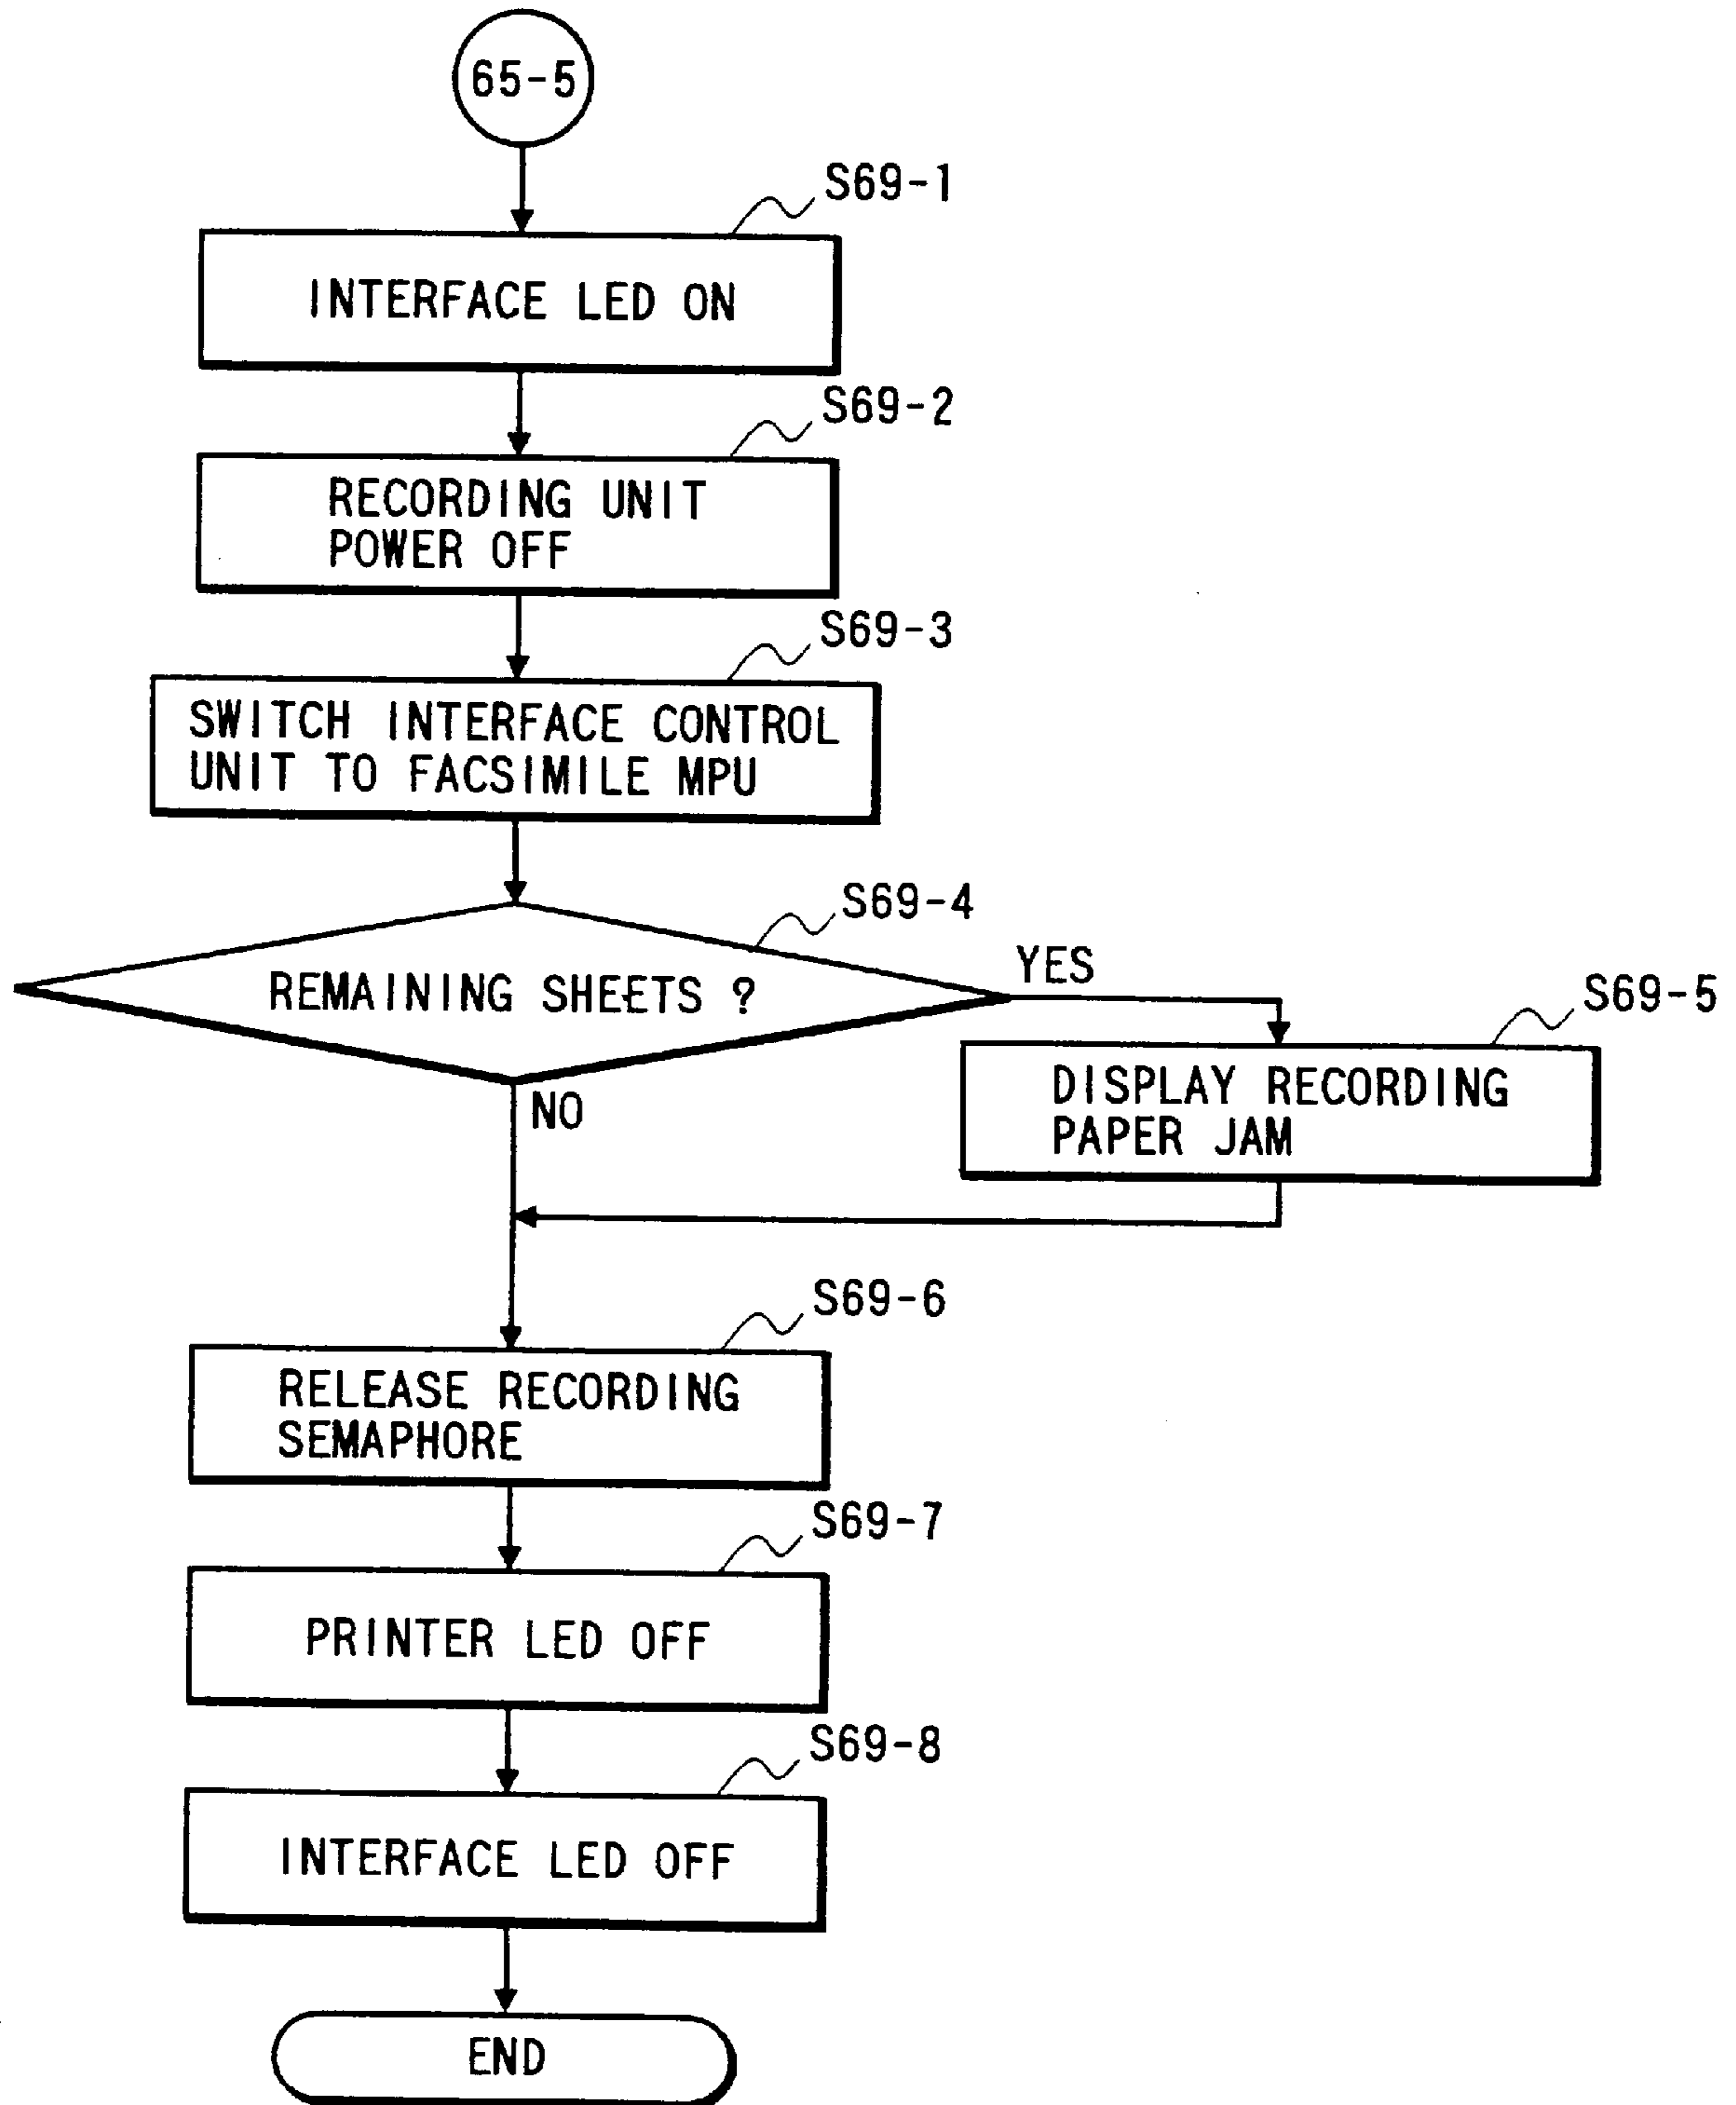 65-5
S69-1
INTERFACE LED ON
S69-2
RECORDING UNIT
POWER OFF
S69-3
SWITCH INTERFACE CONTROL
UNIT TO FACSIMILE MPU
S69-4
REMAINING SHEETS ?
YES
S69-5
DISPLAY RECORDING
PAPER JAM
NO
S69-6
RELEASE RECORDING
SEMAPHORE
S69-7
PRINTER LED OFF
S69-8
INTERFACE LED OFF
END